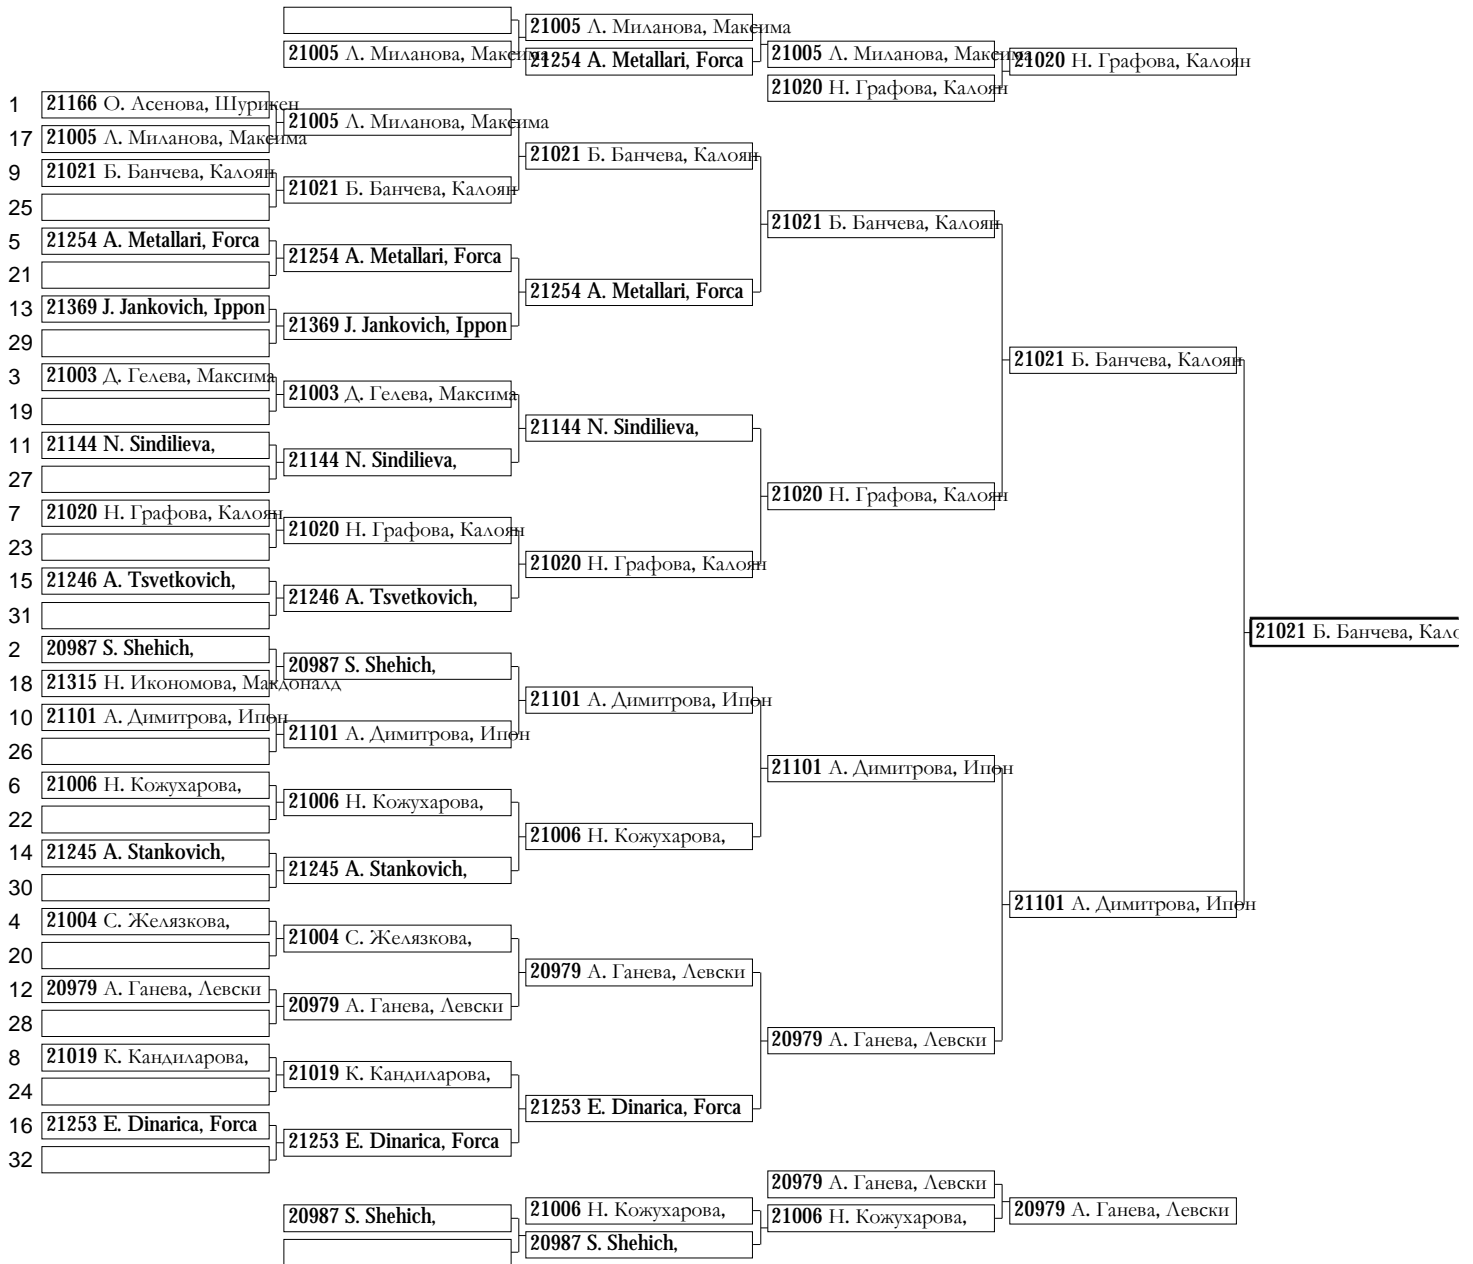 21005 Л. Миланова, Максима
21005 Л. Миланова, Максима
21254 A. Metallari, Forca
21005 Л. Миланова, Максима
21020 Н. Графова, Калоян
21020 Н. Графова, Калоян
1 21166 О. Асенова, Шурикен
17 21005 Л. Миланова, Максима
9 21021 Б. Банчева, Калоян
25
5 21254 A. Metallari, Forca
21
13 21369 J. Jankovich, Ippon
29
3 21003 Д. Гелева, Максима
19
11 21144 N. Sindilieva,
27
7 21020 Н. Графова, Калоян
23
15 21246 A. Tsvetkovich,
31
2 20987 S. Shehich,
18 21315 Н. Икономова, Макдоналд
10 21101 А. Димитрова, Ипон
26
6 21006 Н. Кожухарова,
22
14 21245 A. Stankovich,
30
4 21004 С. Желязкова,
20
12 20979 А. Ганева, Левски
28
8 21019 К. Кандиларова,
24
16 21253 E. Dinarica, Forca
32
21005 Л. Миланова, Максима
21021 Б. Банчева, Калоян
21254 A. Metallari, Forca
21369 J. Jankovich, Ippon
21003 Д. Гелева, Максима
21144 N. Sindilieva,
21020 Н. Графова, Калоян
21246 A. Tsvetkovich,
20987 S. Shehich,
21101 А. Димитрова, Ипон
21006 Н. Кожухарова,
21245 A. Stankovich,
21004 С. Желязкова,
20979 А. Ганева, Левски
21019 К. Кандиларова,
21253 E. Dinarica, Forca
21021 Б. Банчева, Калоян
21254 A. Metallari, Forca
21144 N. Sindilieva,
21020 Н. Графова, Калоян
21101 А. Димитрова, Ипон
21006 Н. Кожухарова,
20979 А. Ганева, Левски
21253 E. Dinarica, Forca
21021 Б. Банчева, Калоян
21020 Н. Графова, Калоян
21101 А. Димитрова, Ипон
20979 А. Ганева, Левски
21021 Б. Банчева, Калоян
21101 А. Димитрова, Ипон
21021 Б. Банчева,
20987 S. Shehich,
21006 Н. Кожухарова,
20987 S. Shehich,
20979 А. Ганева, Левски
21006 Н. Кожухарова,
20979 А. Ганева, Левски